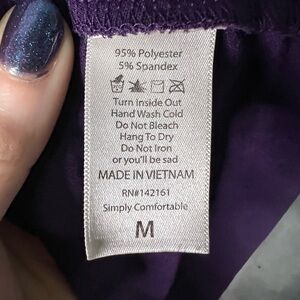 95% Polyester
5% Spandex
Turn Inside Out
Hand Wash Cold
Do Not Bleach
Hang To Dry
Do Not Iron
or you'll be sad
MADE IN VIETNAM
RN#142161
Simply Comfortable
M